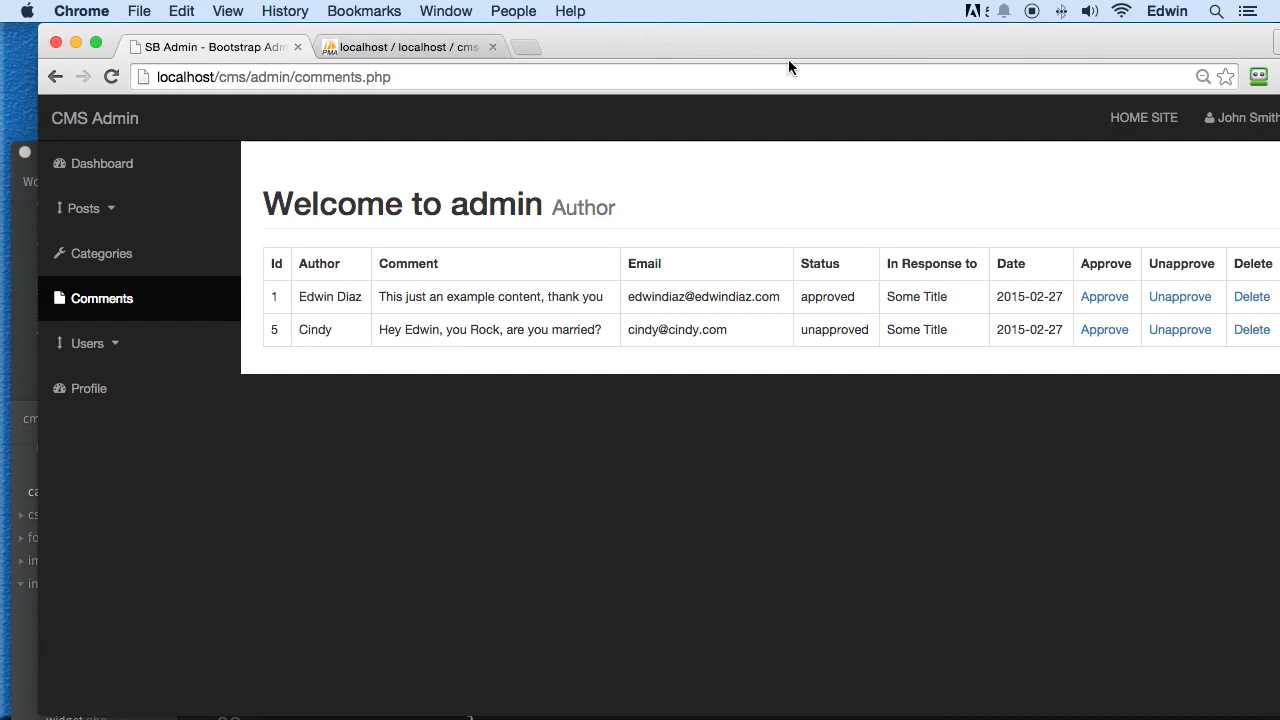 Chrome File Edit View History Bookmarks Window People Help Edwin
SB Admin - Bootstrap Adm localhost / localhost / cms
localhost/cms/admin/comments.php
CMS Admin HOME SITE John Smith
Dashboard
Posts
Categories
Comments
Users
Profile
Welcome to admin Author
Id Author Comment Email Status In Response to Date Approve Unapprove Delete
1 Edwin Diaz This just an example content, thank you edwindiaz@edwindiaz.com approved Some Title 2015-02-27 Approve Unapprove Delete
5 Cindy Hey Edwin, you Rock, are you married? cindy@cindy.com unapproved Some Title 2015-02-27 Approve Unapprove Delete